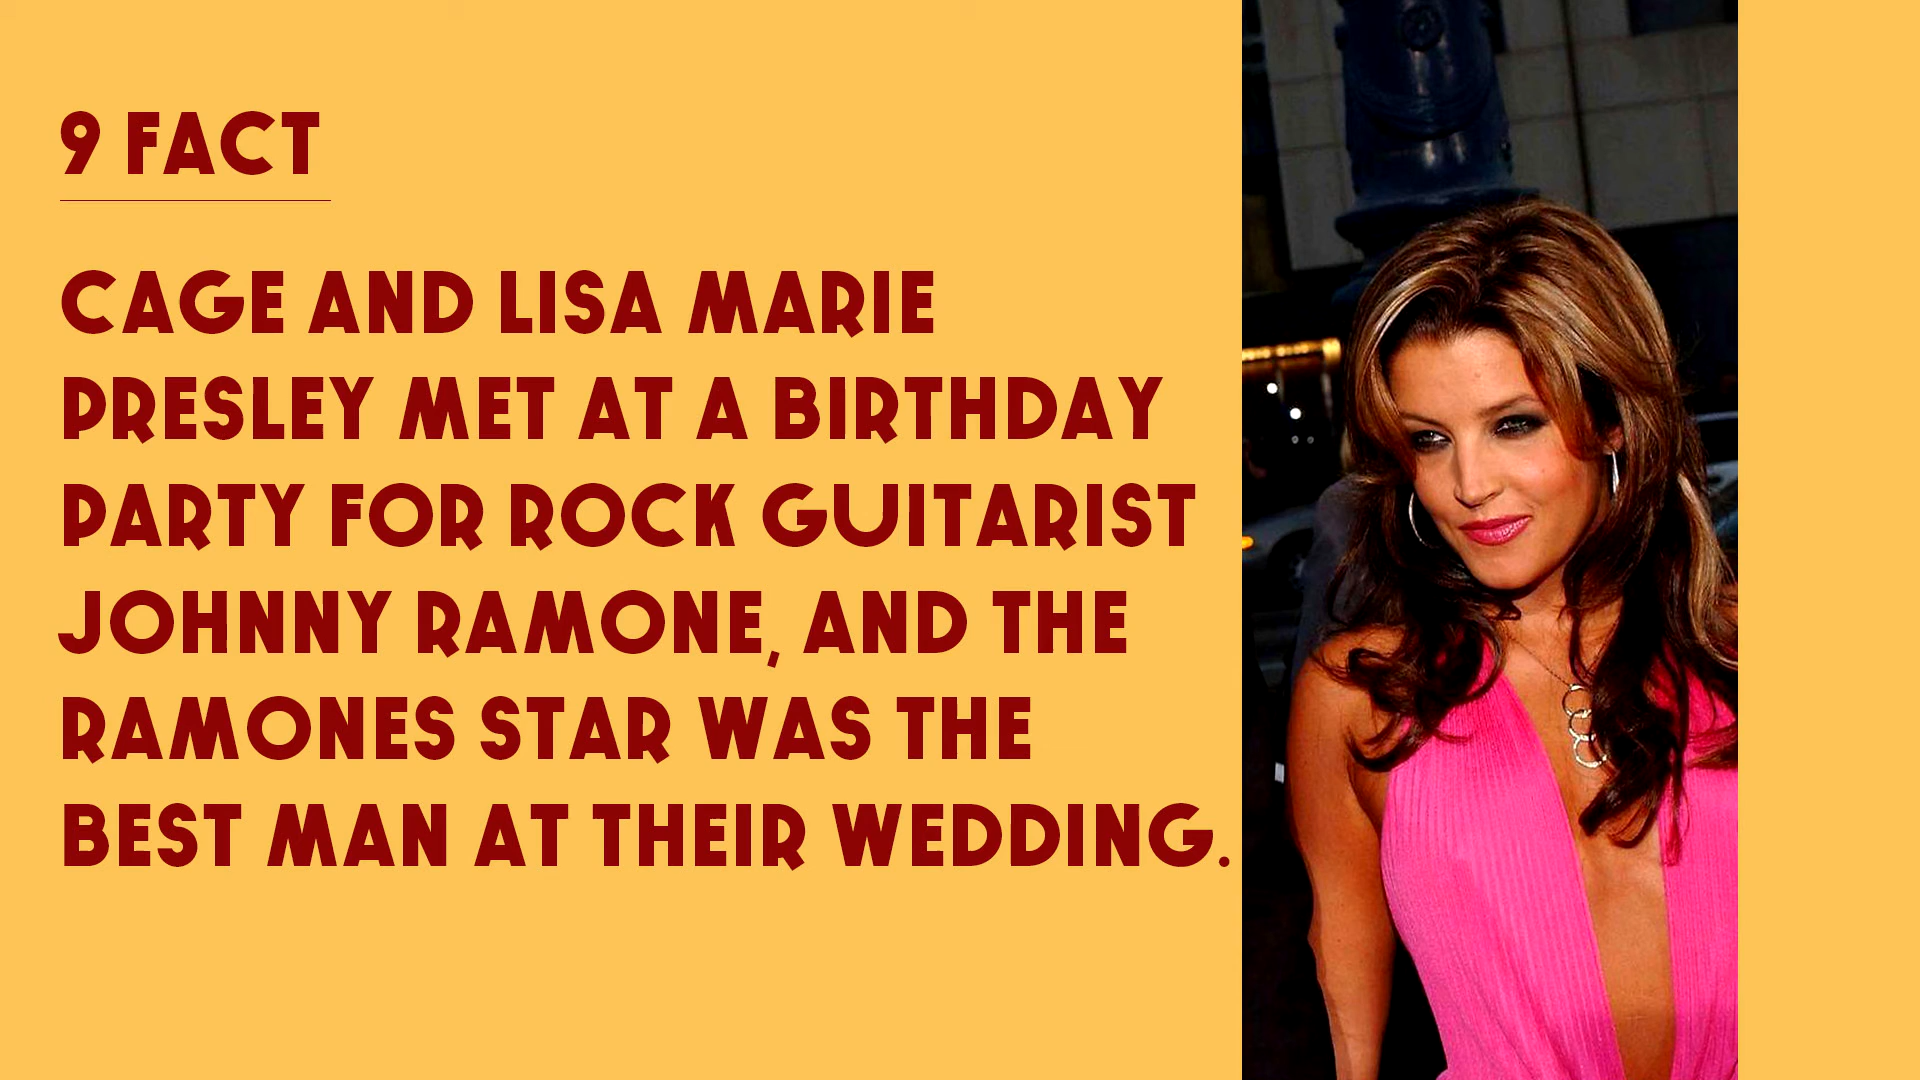 9 FACT
CAGE AND LISA MARIE
PRESLEY MET AT A BIRTHDAY
PARTY FOR ROCK GUITARIST
JOHNNY RAMONE, AND THE
RAMONES STAR WAS THE
BEST MAN AT THEIR WEDDING.